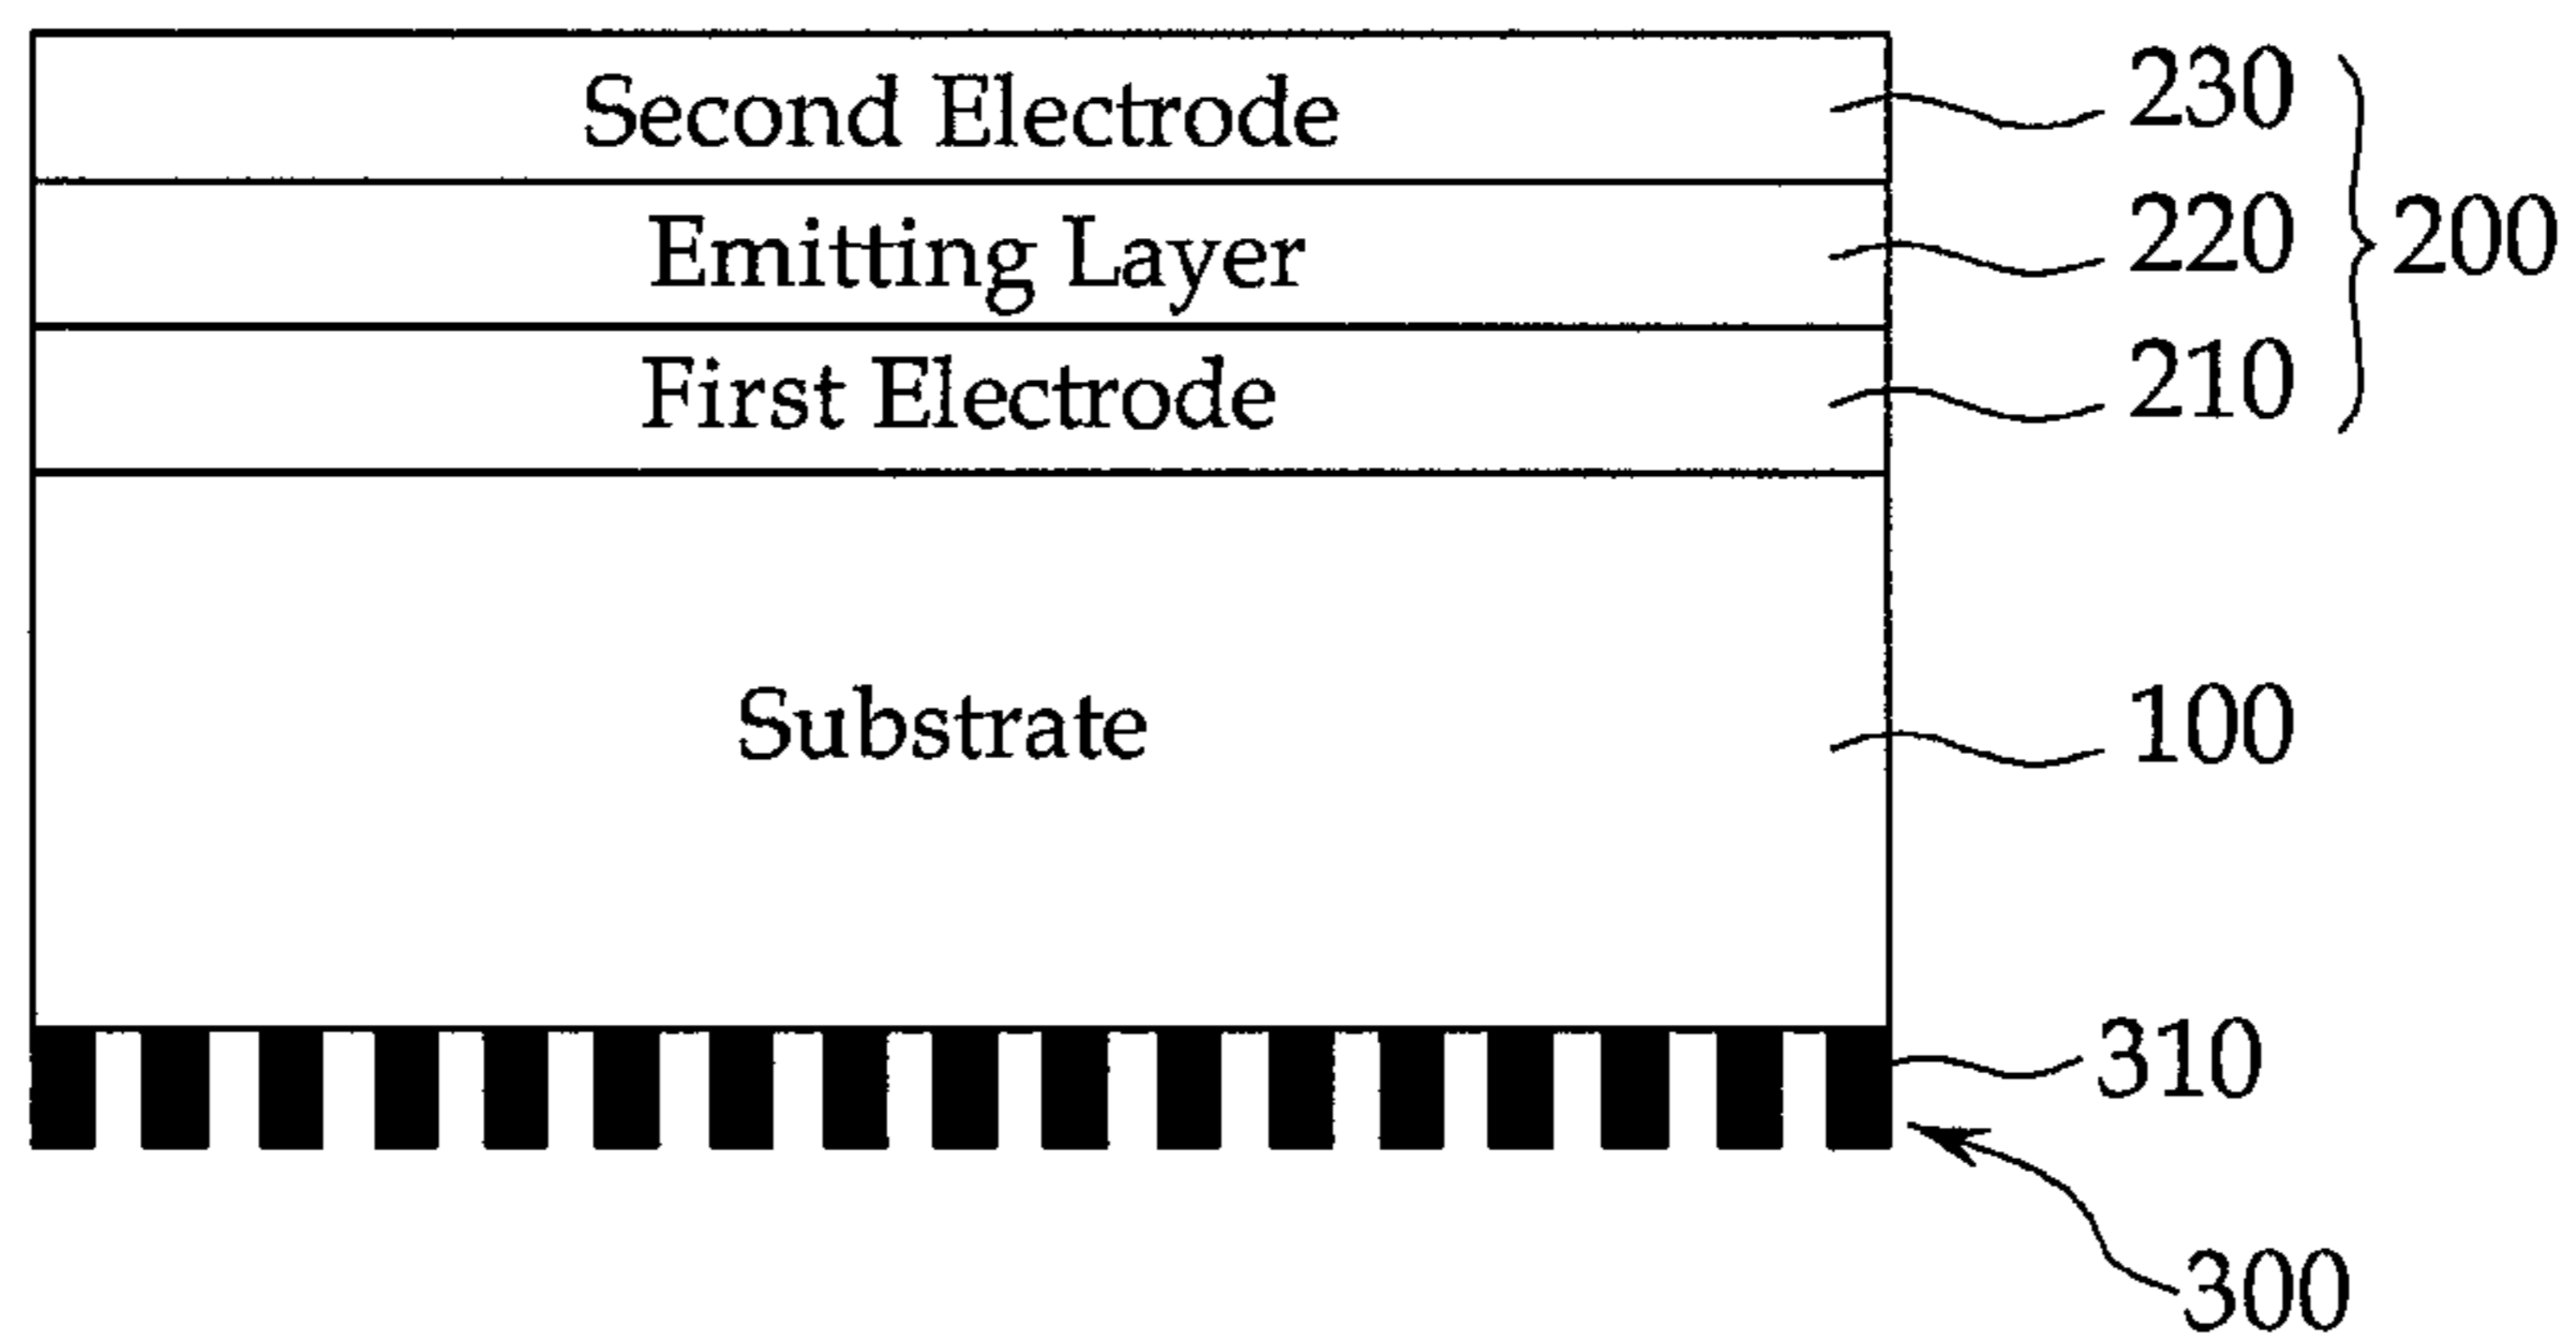 Second Electrode 230
Emitting Layer 220 200
First Electrode 210
Substrate 100
310
300